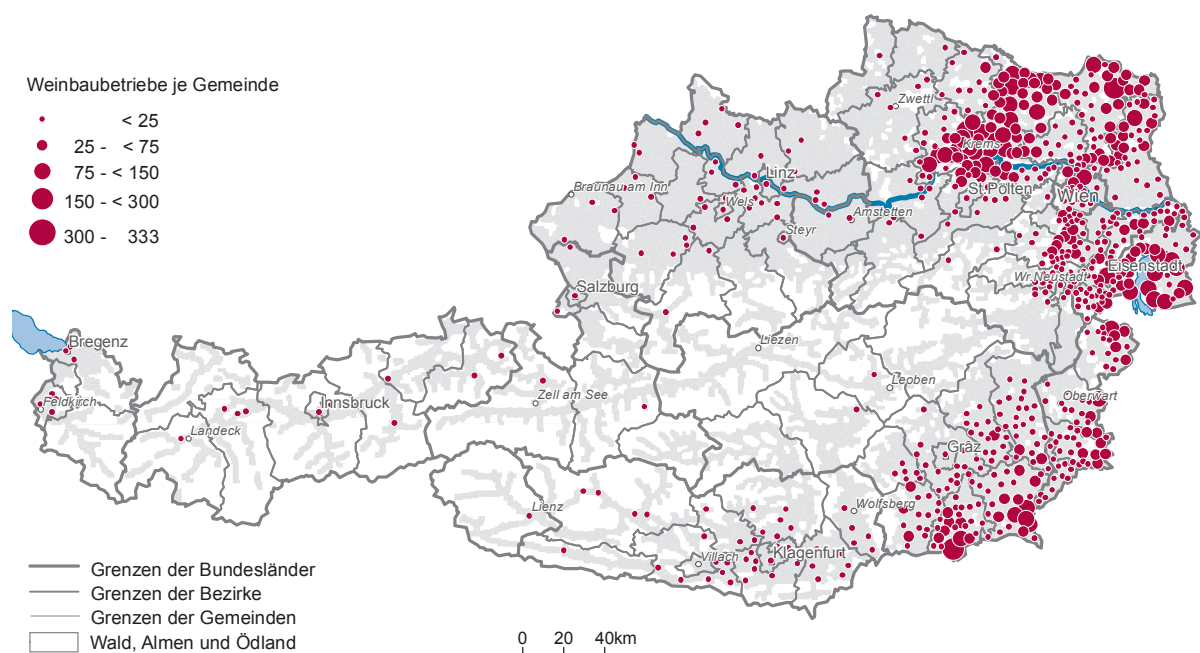 Weinbaubetriebe je Gemeinde
< 25
25 - < 75
75 - < 150
150 - < 300
300 - 333
Zwettl
Krems
Linz
Braunau am Inn
St.Pölten
Wien
Wels
Amstetten
Steyr
Eisenstadt
Wr.Neustadt
Salzburg
Bregenz
Liezen
Leoben
Zell am See
Oberwart
Feldkirch
Innsbruck
Landeck
Graz
Lienz
Wolfsberg
Villach
Klagenfurt
Grenzen der Bundesländer
Grenzen der Bezirke
Grenzen der Gemeinden
Wald, Almen und Ödland
0 20 40km